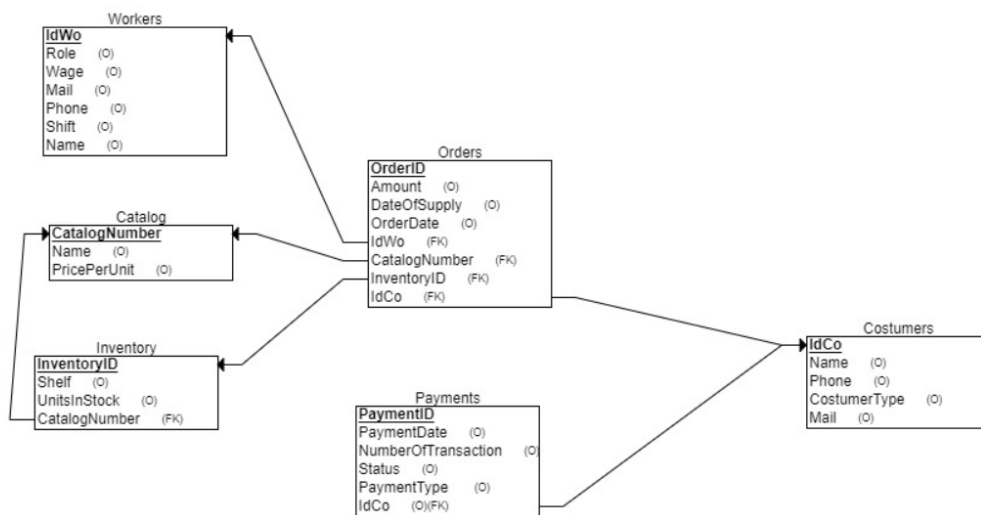 Workers
IdWo
Role (O)
Wage (O)
Mail (O)
Phone (O)
Shift (O)
Name (O)
Catalog
CatalogNumber
Name (O)
PricePerUnit (O)
Inventory
InventoryID
Shelf (O)
UnitsInStock (O)
CatalogNumber (FK)
Orders
OrderID
Amount (O)
DateOfSupply (O)
OrderDate (O)
IdWo (FK)
CatalogNumber (FK)
InventoryID (FK)
IdCo (FK)
Payments
PaymentID
PaymentDate (O)
NumberOfTransaction (O)
Status (O)
PaymentType (O)
IdCo (O)(FK)
Costumers
IdCo
Name (O)
Phone (O)
CostumerType (O)
Mail (O)